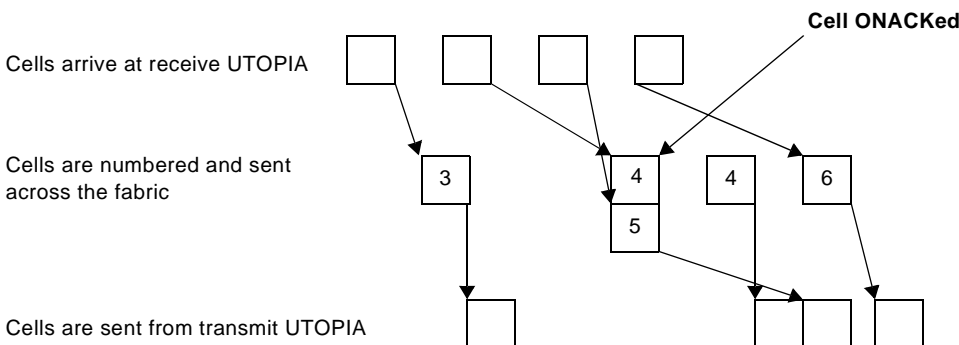 Cell ONACKed
Cells arrive at receive UTOPIA
Cells are numbered and sent
across the fabric
3
4
4
6
5
Cells are sent from transmit UTOPIA